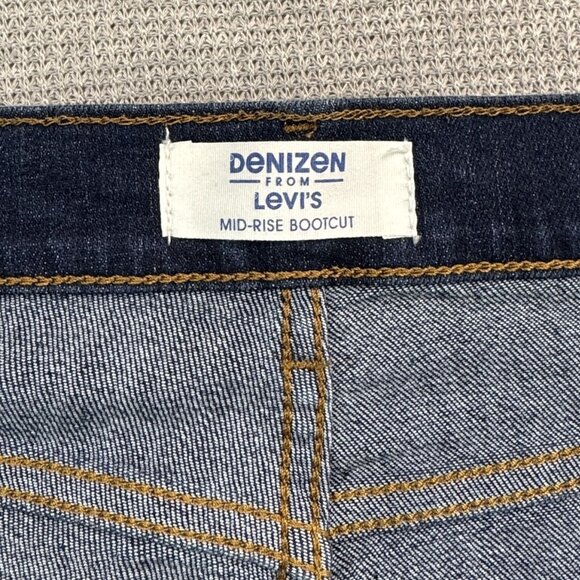 DENIZEN
FROM
LEVI'S
MID-RISE BOOTCUT